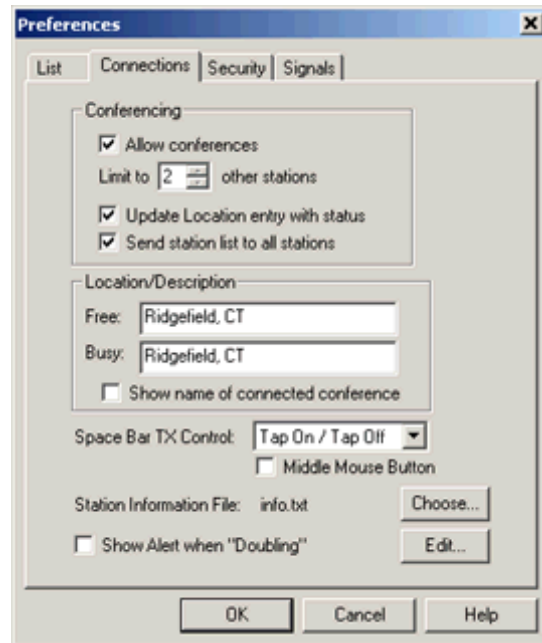 Preferences
List Connections Security Signals
Conferencing
Allow conferences
Limit to 2 other stations
Update Location entry with status
Send station list to all stations
Location/Description
Free: Ridgefield, CT
Busy: Ridgefield, CT
Show name of connected conference
Space Bar TX Control: Tap On / Tap Off
Middle Mouse Button
Station Information File: info.txt Choose...
Show Alert when "Doubling" Edit...
OK Cancel Help